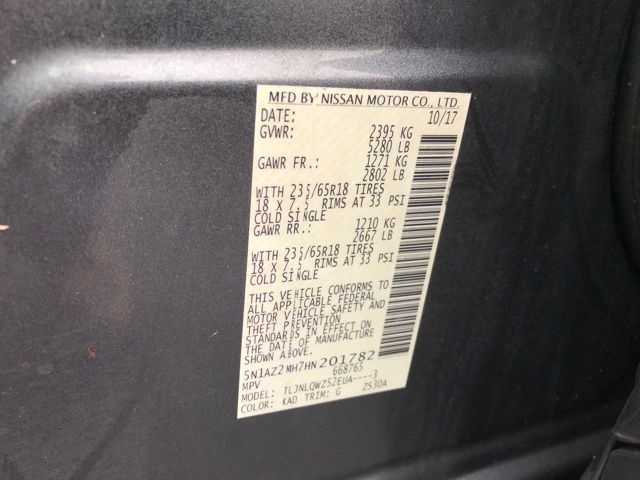 MFD BY NISSAN MOTOR CO., LTD.
DATE: 10/17
GVWR: 2395 KG
5280 LB
GAWR FR.: 1271 KG
2802 LB
WITH 235/65R18 TIRES
18 X 7.5 RIMS AT 33 PSI
COLD SINGLE
GAWR RR.: 1210 KG
2667 LB
WITH 235/65R18 TIRES
18 X 7.5 RIMS AT 33 PSI
COLD SINGLE
THIS VEHICLE CONFORMS TO
ALL APPLICABLE FEDERAL
MOTOR VEHICLE SAFETY AND
THEFT PREVENTION
STANDARDS IN EFFECT ON
THE DATE OF MANUFACTURE
SHOWN ABOVE.
5N1AZ2MH7HN201782
MPV 668765
MODEL: TLJNLQWZ52EUA----3
COLOR: KAD TRIM: G Z530A